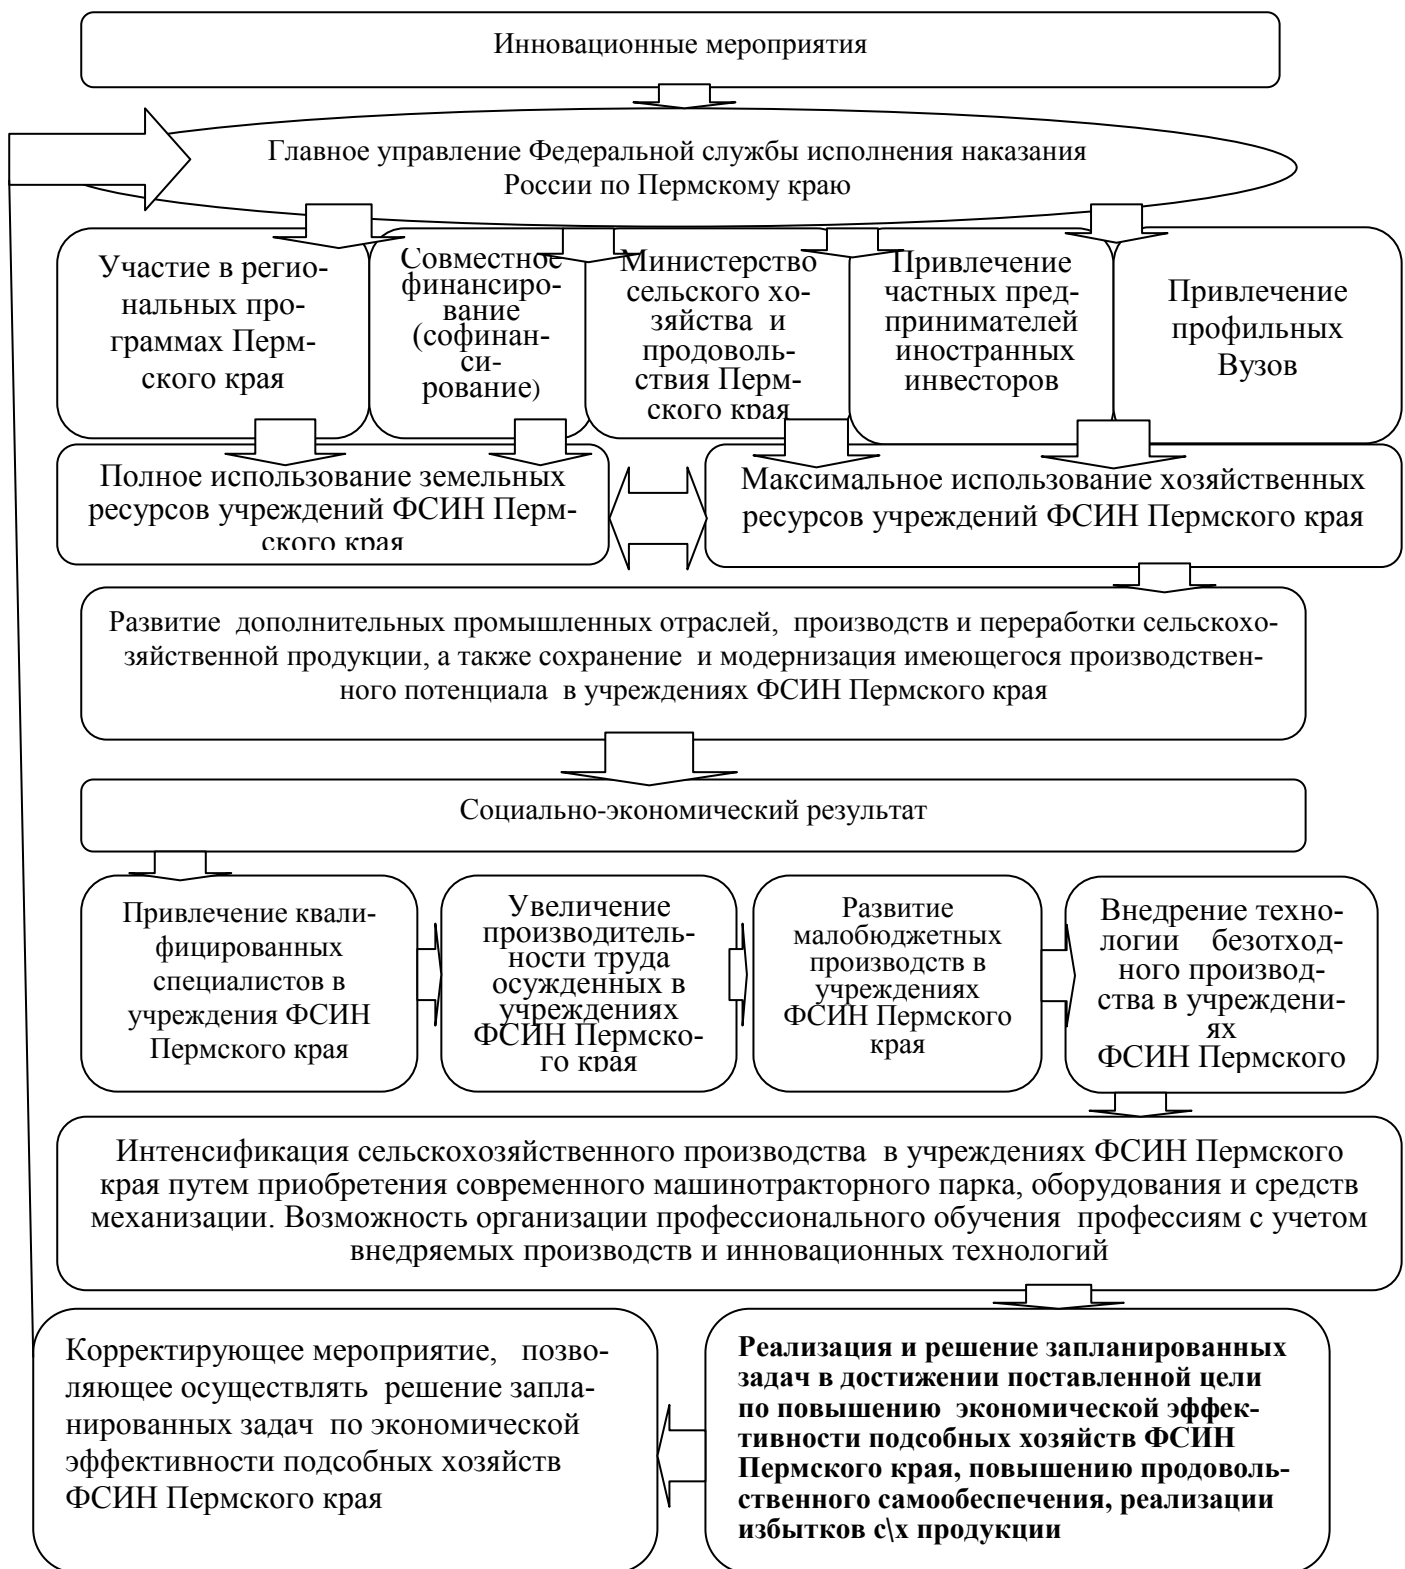 Инновационные мероприятия
Главное управление Федеральной службы исполнения наказания
России по Пермскому краю
Участие в регио-
нальных про-
граммах Перм-
ского края
Совместное
финансиро-
вание
(софинан-
си-
рование)
Министерство
сельского хо-
зяйства и
продоволь-
ствия Перм-
ского края
Привлечение
частных пред-
принимателей
иностранных
инвесторов
Привлечение
профильных
Вузов
Полное использование земельных
ресурсов учреждений ФСИН Перм-
ского края
Максимальное использование хозяйственных
ресурсов учреждений ФСИН Пермского края
Развитие дополнительных промышленных отраслей, производств и переработки сельскохо-
зяйственной продукции, а также сохранение и модернизация имеющегося производствен-
ного потенциала в учреждениях ФСИН Пермского края
Социально-экономический результат
Привлечение квали-
фицированных
специалистов в
учреждения ФСИН
Пермского края
Увеличение
производитель-
ности труда
осужденных в
учреждениях
ФСИН Пермско-
го края
Развитие
малобюджетных
производств в
учреждениях
ФСИН Пермского
края
Внедрение техно-
логии безотход-
ного производ-
ства в учреждени-
ях
ФСИН Пермского
Интенсификация сельскохозяйственного производства в учреждениях ФСИН Пермского
края путем приобретения современного машинотракторного парка, оборудования и средств
механизации. Возможность организации профессионального обучения профессиям с учетом
внедряемых производств и инновационных технологий
Корректирующее мероприятие, позво-
ляющее осуществлять решение запла-
нированных задач по экономической
эффективности подсобных хозяйств
ФСИН Пермского края
Реализация и решение запланированных
задач в достижении поставленной цели
по повышению экономической эффек-
тивности подсобных хозяйств ФСИН
Пермского края, повышению продоволь-
ственного самообеспечения, реализации
избытков с\х продукции